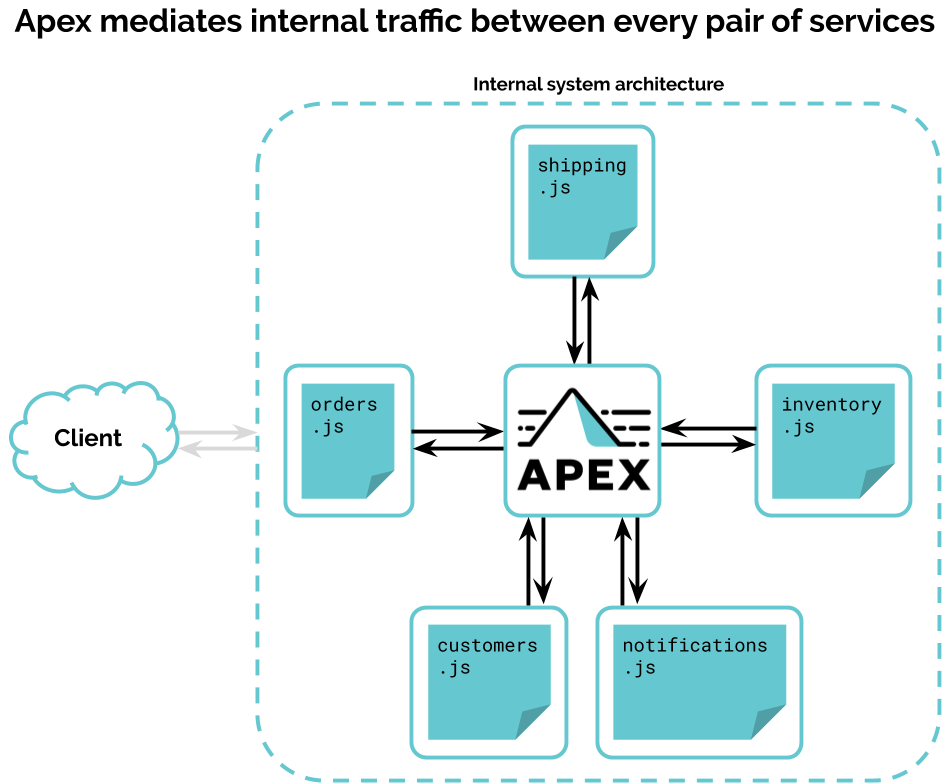 Apex mediates internal traffic between every pair of services
Internal system architecture
shipping
.js
Client
orders
.js
APEX
inventory
.js
customers
.js
notifications
.js